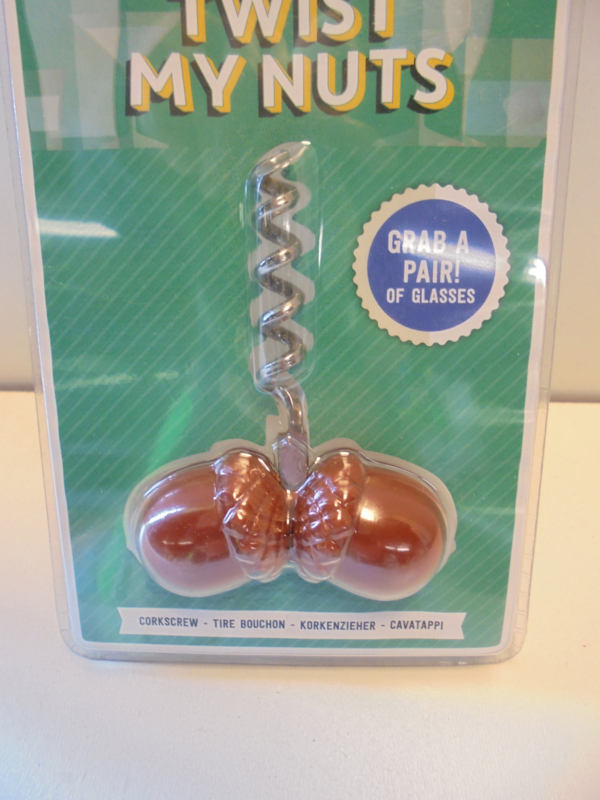 TWIST
MY NUTS
GRAB A
PAIR!
OF GLASSES
CORKSCREW - TIRE BOUCHON - KORKENZIEHER - CAVATAPPI